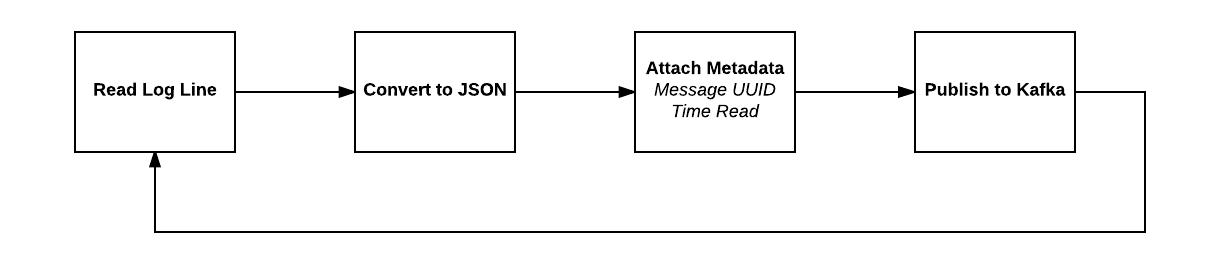 Read Log Line
Convert to JSON
Attach Metadata
Message UUID
Time Read
Publish to Kafka